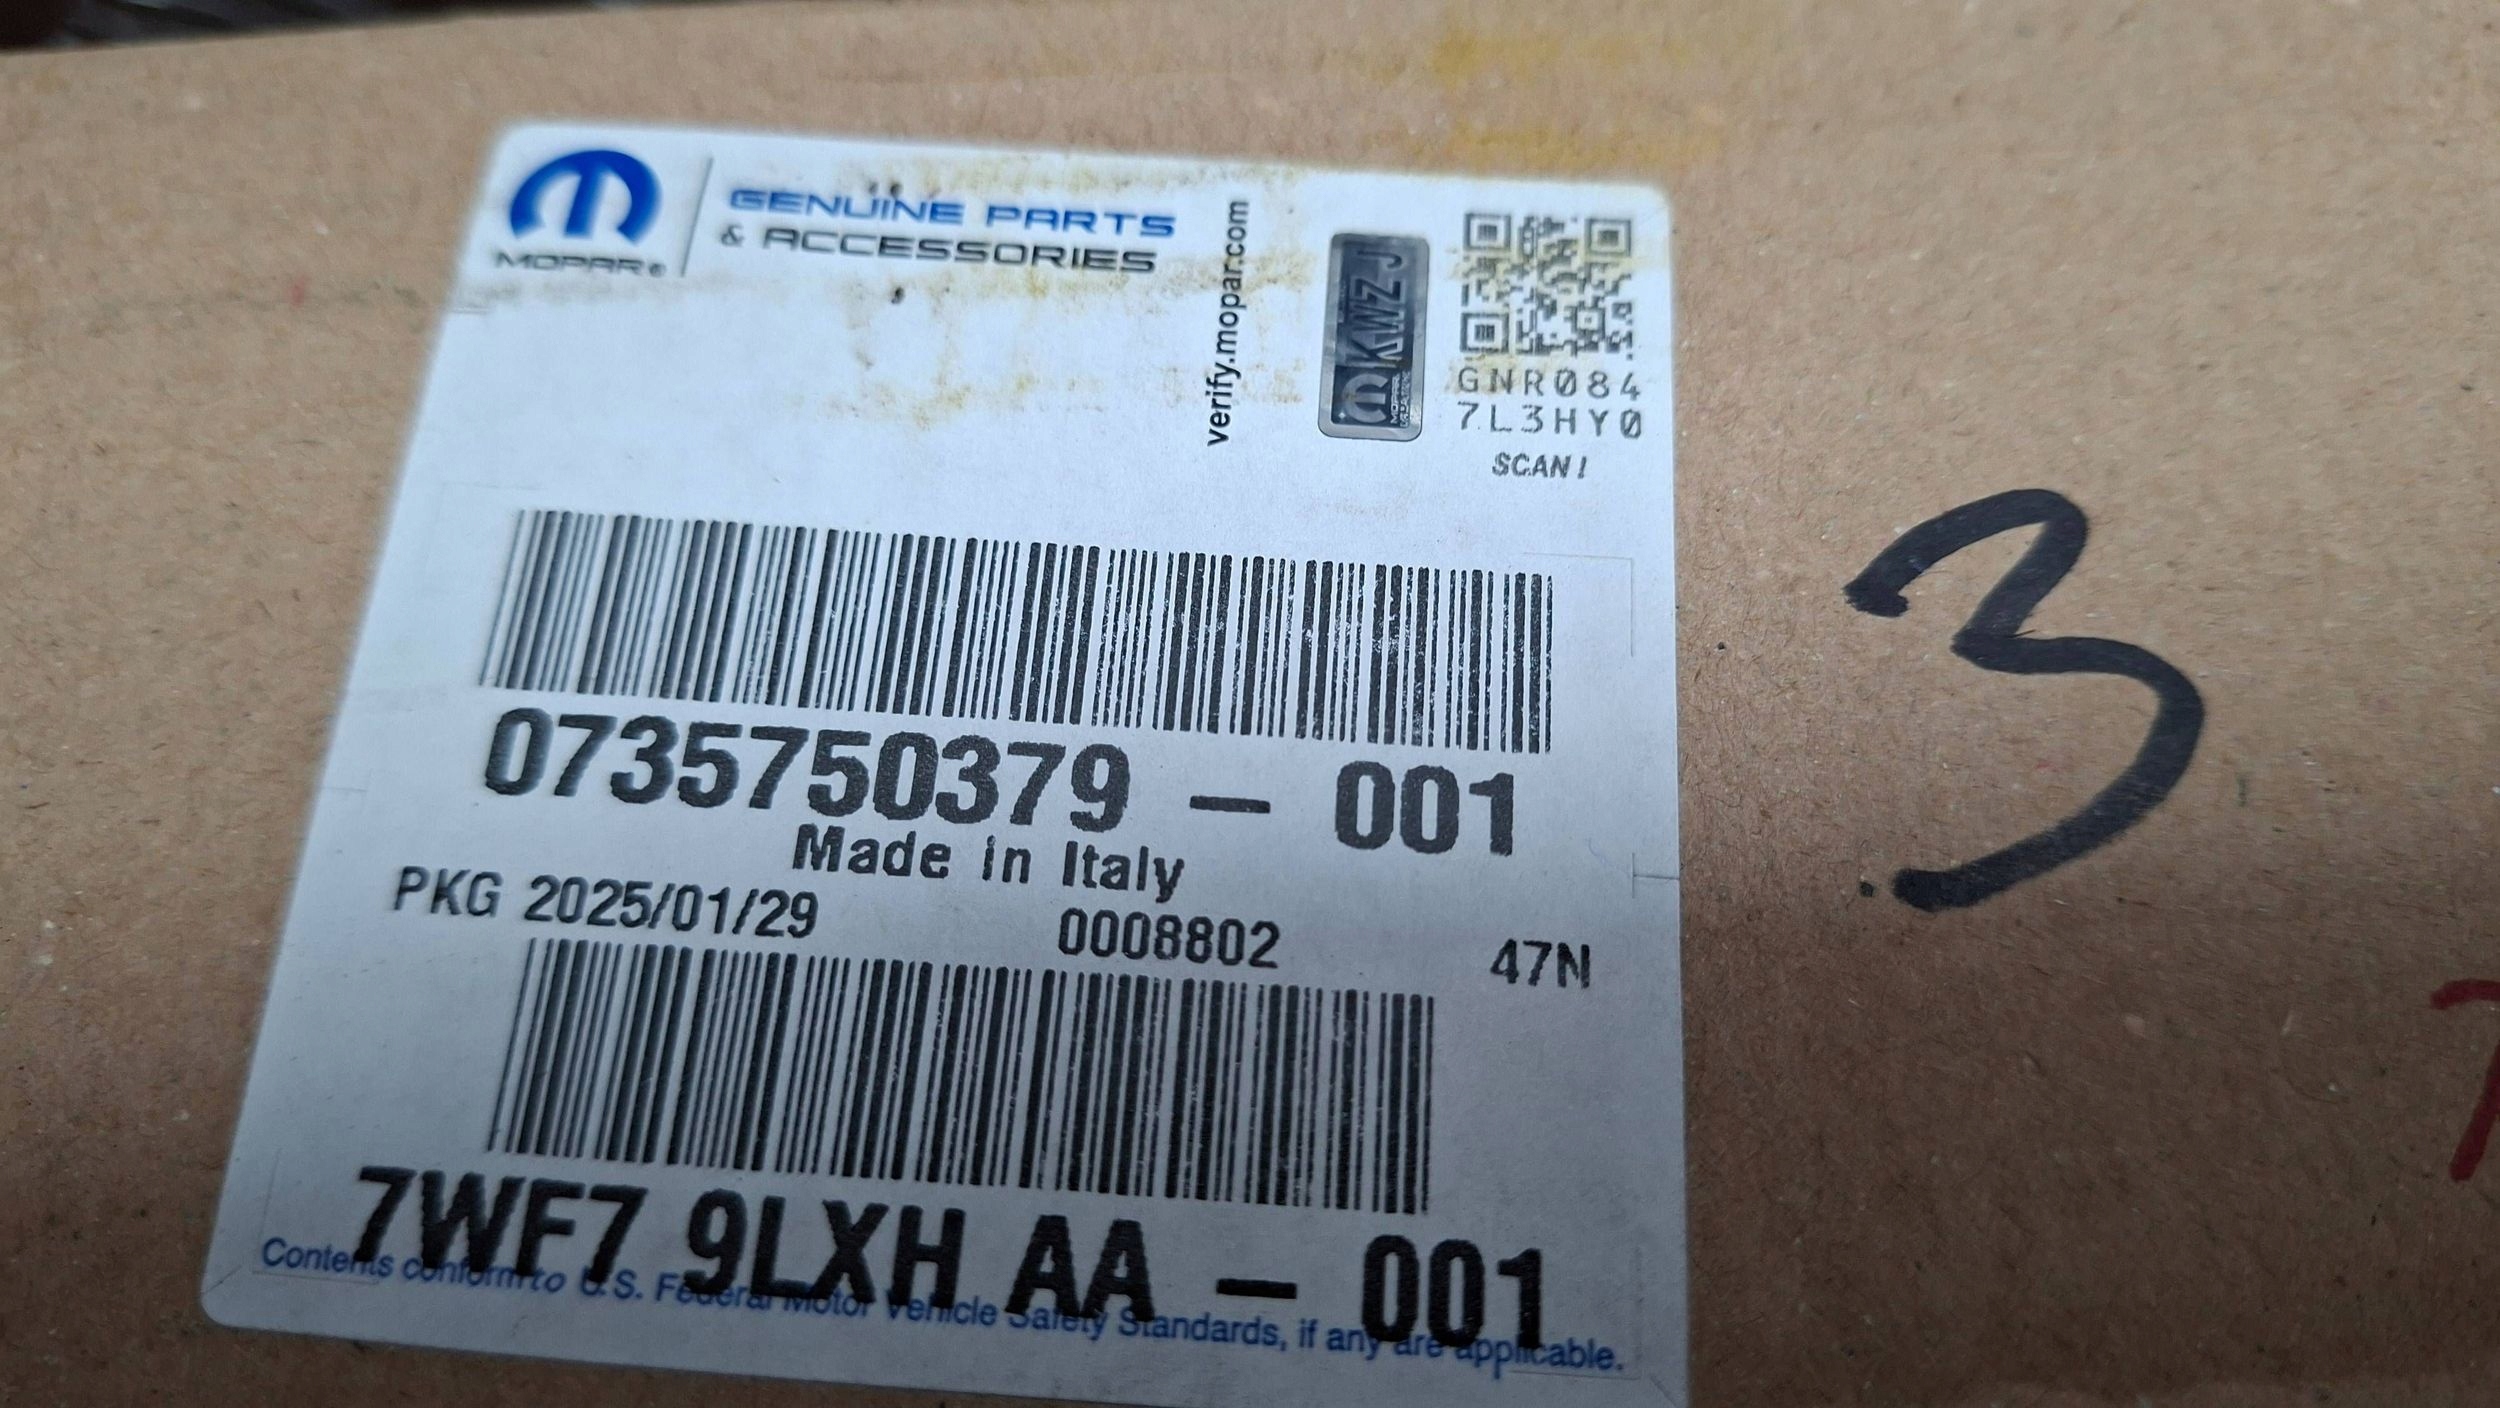 MOPAR®
GENUINE PARTS
& ACCESSORIES
verify.mopar.com
KWZJ
GNR084
7L3HY0
SCAN!
3
0735750379 - 001
Made in Italy
PKG 2025/01/29 0008802 47N
7WF7 9LXH AA - 001
Contents conform to U.S. Federal Motor Vehicle Safety Standards, if any are applicable.